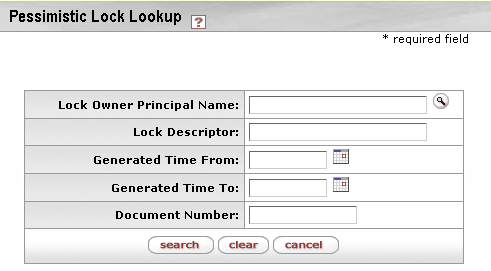 Pessimistic Lock Lookup ?
* required field
Lock Owner Principal Name:
Lock Descriptor:
Generated Time From:
Generated Time To:
Document Number:
search clear cancel